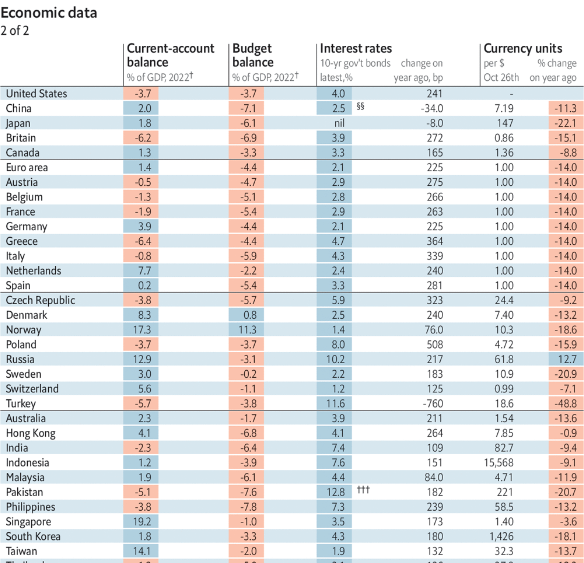 Economic data
2 of 2
Current-account balance Budget balance Interest rates Currency units
% of GDP, 2022† % of GDP, 2022† 10-yr gov't bonds latest,% change on year ago, bp per $ Oct 26th % change on year ago
United States -3.7 -3.7 4.0 241 -
China 2.0 -7.1 2.5 §§ -34.0 7.19 -11.3
Japan 1.8 -6.1 nil -8.0 147 -22.1
Britain -6.2 -6.9 3.9 272 0.86 -15.1
Canada 1.3 -3.3 3.3 165 1.36 -8.8
Euro area 1.4 -4.4 2.1 225 1.00 -14.0
Austria -0.5 -4.7 2.9 275 1.00 -14.0
Belgium -1.3 -5.1 2.8 266 1.00 -14.0
France -1.9 -5.4 2.9 263 1.00 -14.0
Germany 3.9 -4.4 2.1 225 1.00 -14.0
Greece -6.4 -4.4 4.7 364 1.00 -14.0
Italy -0.8 -5.9 4.3 339 1.00 -14.0
Netherlands 7.7 -2.2 2.4 240 1.00 -14.0
Spain 0.2 -5.4 3.3 281 1.00 -14.0
Czech Republic -3.8 -5.7 5.9 323 24.4 -9.2
Denmark 8.3 0.8 2.5 240 7.40 -13.2
Norway 17.3 11.3 1.4 76.0 10.3 -18.6
Poland -3.7 -3.7 8.0 508 4.72 -15.9
Russia 12.9 -3.1 10.2 217 61.8 12.7
Sweden 3.0 -0.2 2.2 183 10.9 -20.9
Switzerland 5.6 -1.1 1.2 125 0.99 -7.1
Turkey -5.7 -3.8 11.6 -760 18.6 -48.8
Australia 2.3 -1.7 3.9 211 1.54 -13.6
Hong Kong 4.1 -6.8 4.1 264 7.85 -0.9
India -2.3 -6.4 7.4 109 82.7 -9.4
Indonesia 1.2 -3.9 7.6 151 15,568 -9.1
Malaysia 1.9 -6.1 4.4 84.0 4.71 -11.9
Pakistan -5.1 -7.6 12.8 ††† 182 221 -20.7
Philippines -3.8 -7.8 7.3 239 58.5 -13.2
Singapore 19.2 -1.0 3.5 173 1.40 -3.6
South Korea 1.8 -3.3 4.3 180 1,426 -18.1
Taiwan 14.1 -2.0 1.9 132 32.3 -13.7